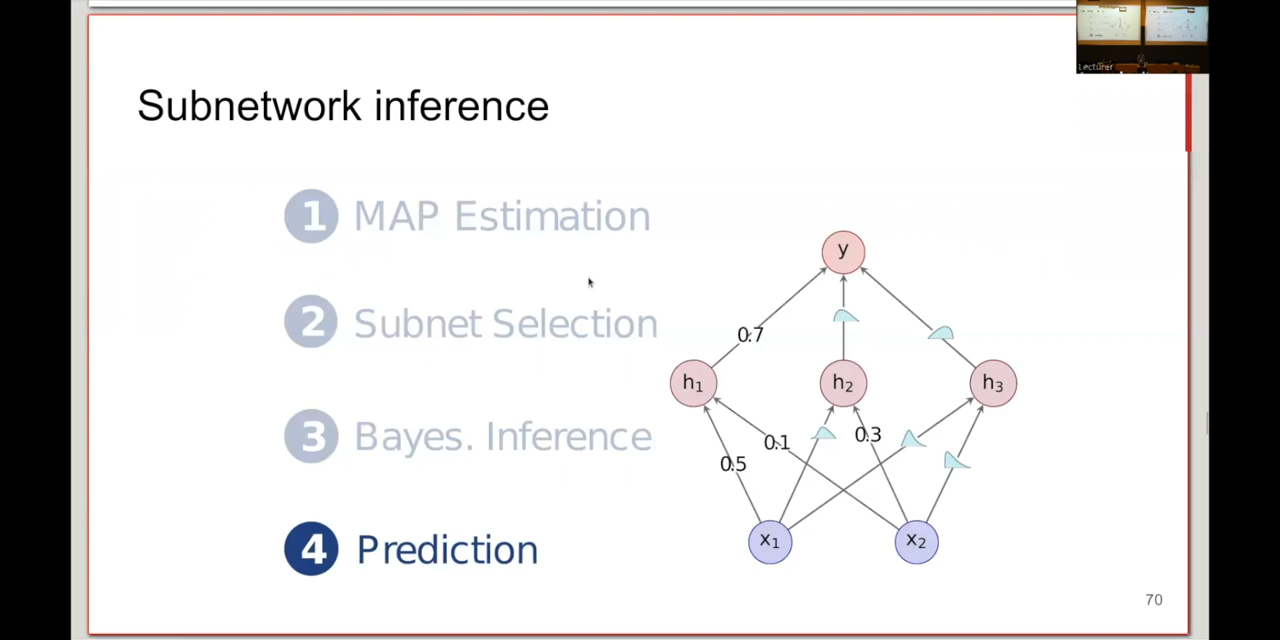 Lecturer
Subnetwork inference
1 MAP Estimation
2 Subnet Selection
3 Bayes. Inference
4 Prediction
y
0.7
h1
h2
h3
0.1
0.3
0.5
x1
x2
70